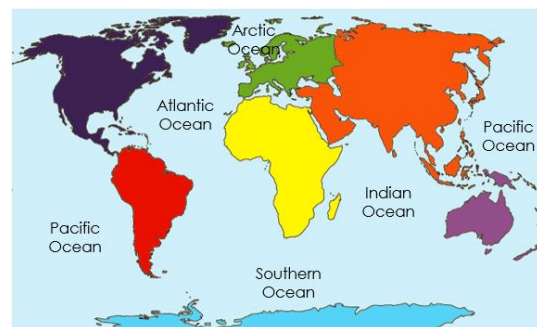 Arctic
Ocean
Atlantic
Ocean
Pacific
Ocean
Indian
Ocean
Pacific
Ocean
Southern
Ocean